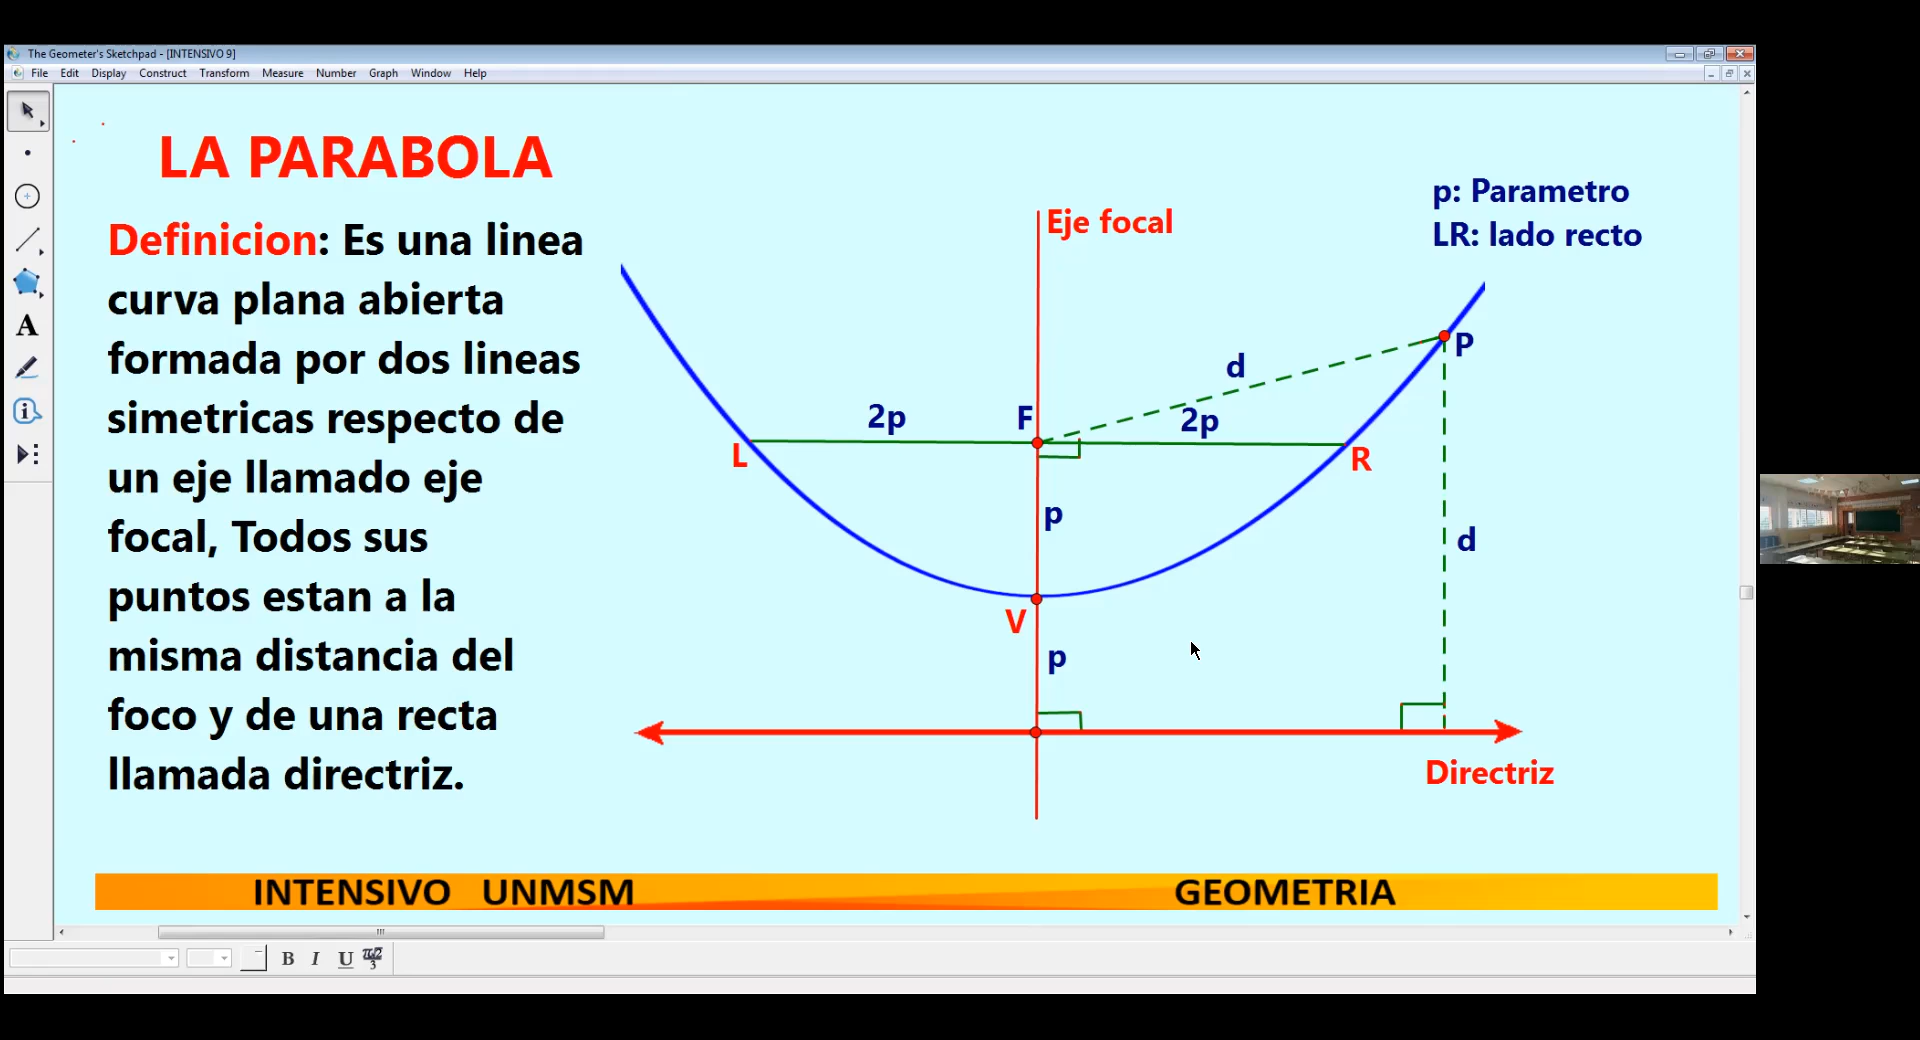 The Geometer's Sketchpad - [INTENSIVO 9]
File Edit Display Construct Transform Measure Number Graph Window Help
LA PARABOLA
Definicion: Es una linea
curva plana abierta
formada por dos lineas
simetricas respecto de
un eje llamado eje
focal, Todos sus
puntos estan a la
misma distancia del
foco y de una recta
llamada directriz.
p: Parametro
LR: lado recto
Eje focal
P
d
2p
F
2p
L
R
p
d
V
p
Directriz
INTENSIVO UNMSM
GEOMETRIA
A
B I U